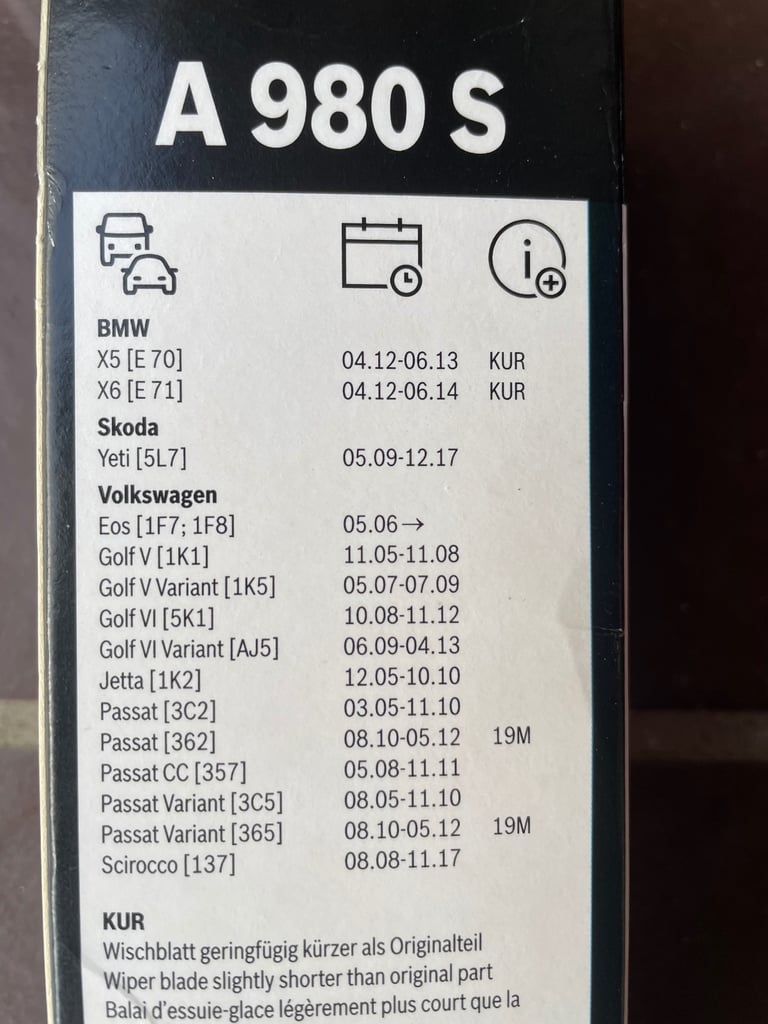 A 980 S
BMW
X5 [E 70] 04.12-06.13 KUR
X6 [E 71] 04.12-06.14 KUR
Skoda
Yeti [5L7] 05.09-12.17
Volkswagen
Eos [1F7; 1F8] 05.06→
Golf V [1K1] 11.05-11.08
Golf V Variant [1K5] 05.07-07.09
Golf VI [5K1] 10.08-11.12
Golf VI Variant [AJ5] 06.09-04.13
Jetta [1K2] 12.05-10.10
Passat [3C2] 03.05-11.10
Passat [362] 08.10-05.12 19M
Passat CC [357] 05.08-11.11
Passat Variant [3C5] 08.05-11.10
Passat Variant [365] 08.10-05.12 19M
Scirocco [137] 08.08-11.17
KUR
Wischblatt geringfügig kürzer als Originalteil
Wiper blade slightly shorter than original part
Balai d'essuie-glace légèrement plus court que la